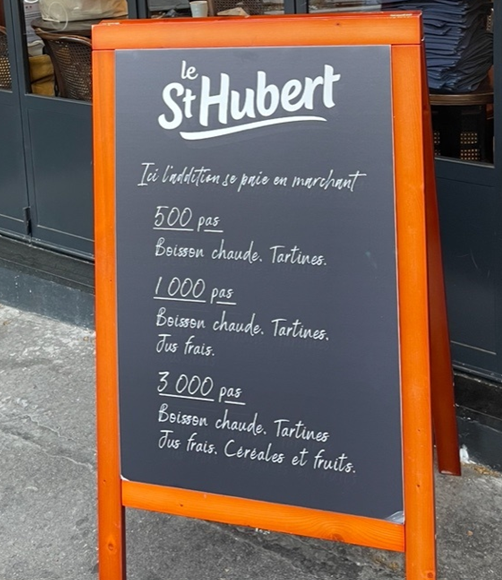 le
St Hubert
Ici l'addition se paie en marchant
500 pas
Boisson chaude. Tartines.
1 000 pas
Boisson chaude. Tartines.
Jus frais.
3 000 pas
Boisson chaude. Tartines
Jus frais. Céréales et fruits.